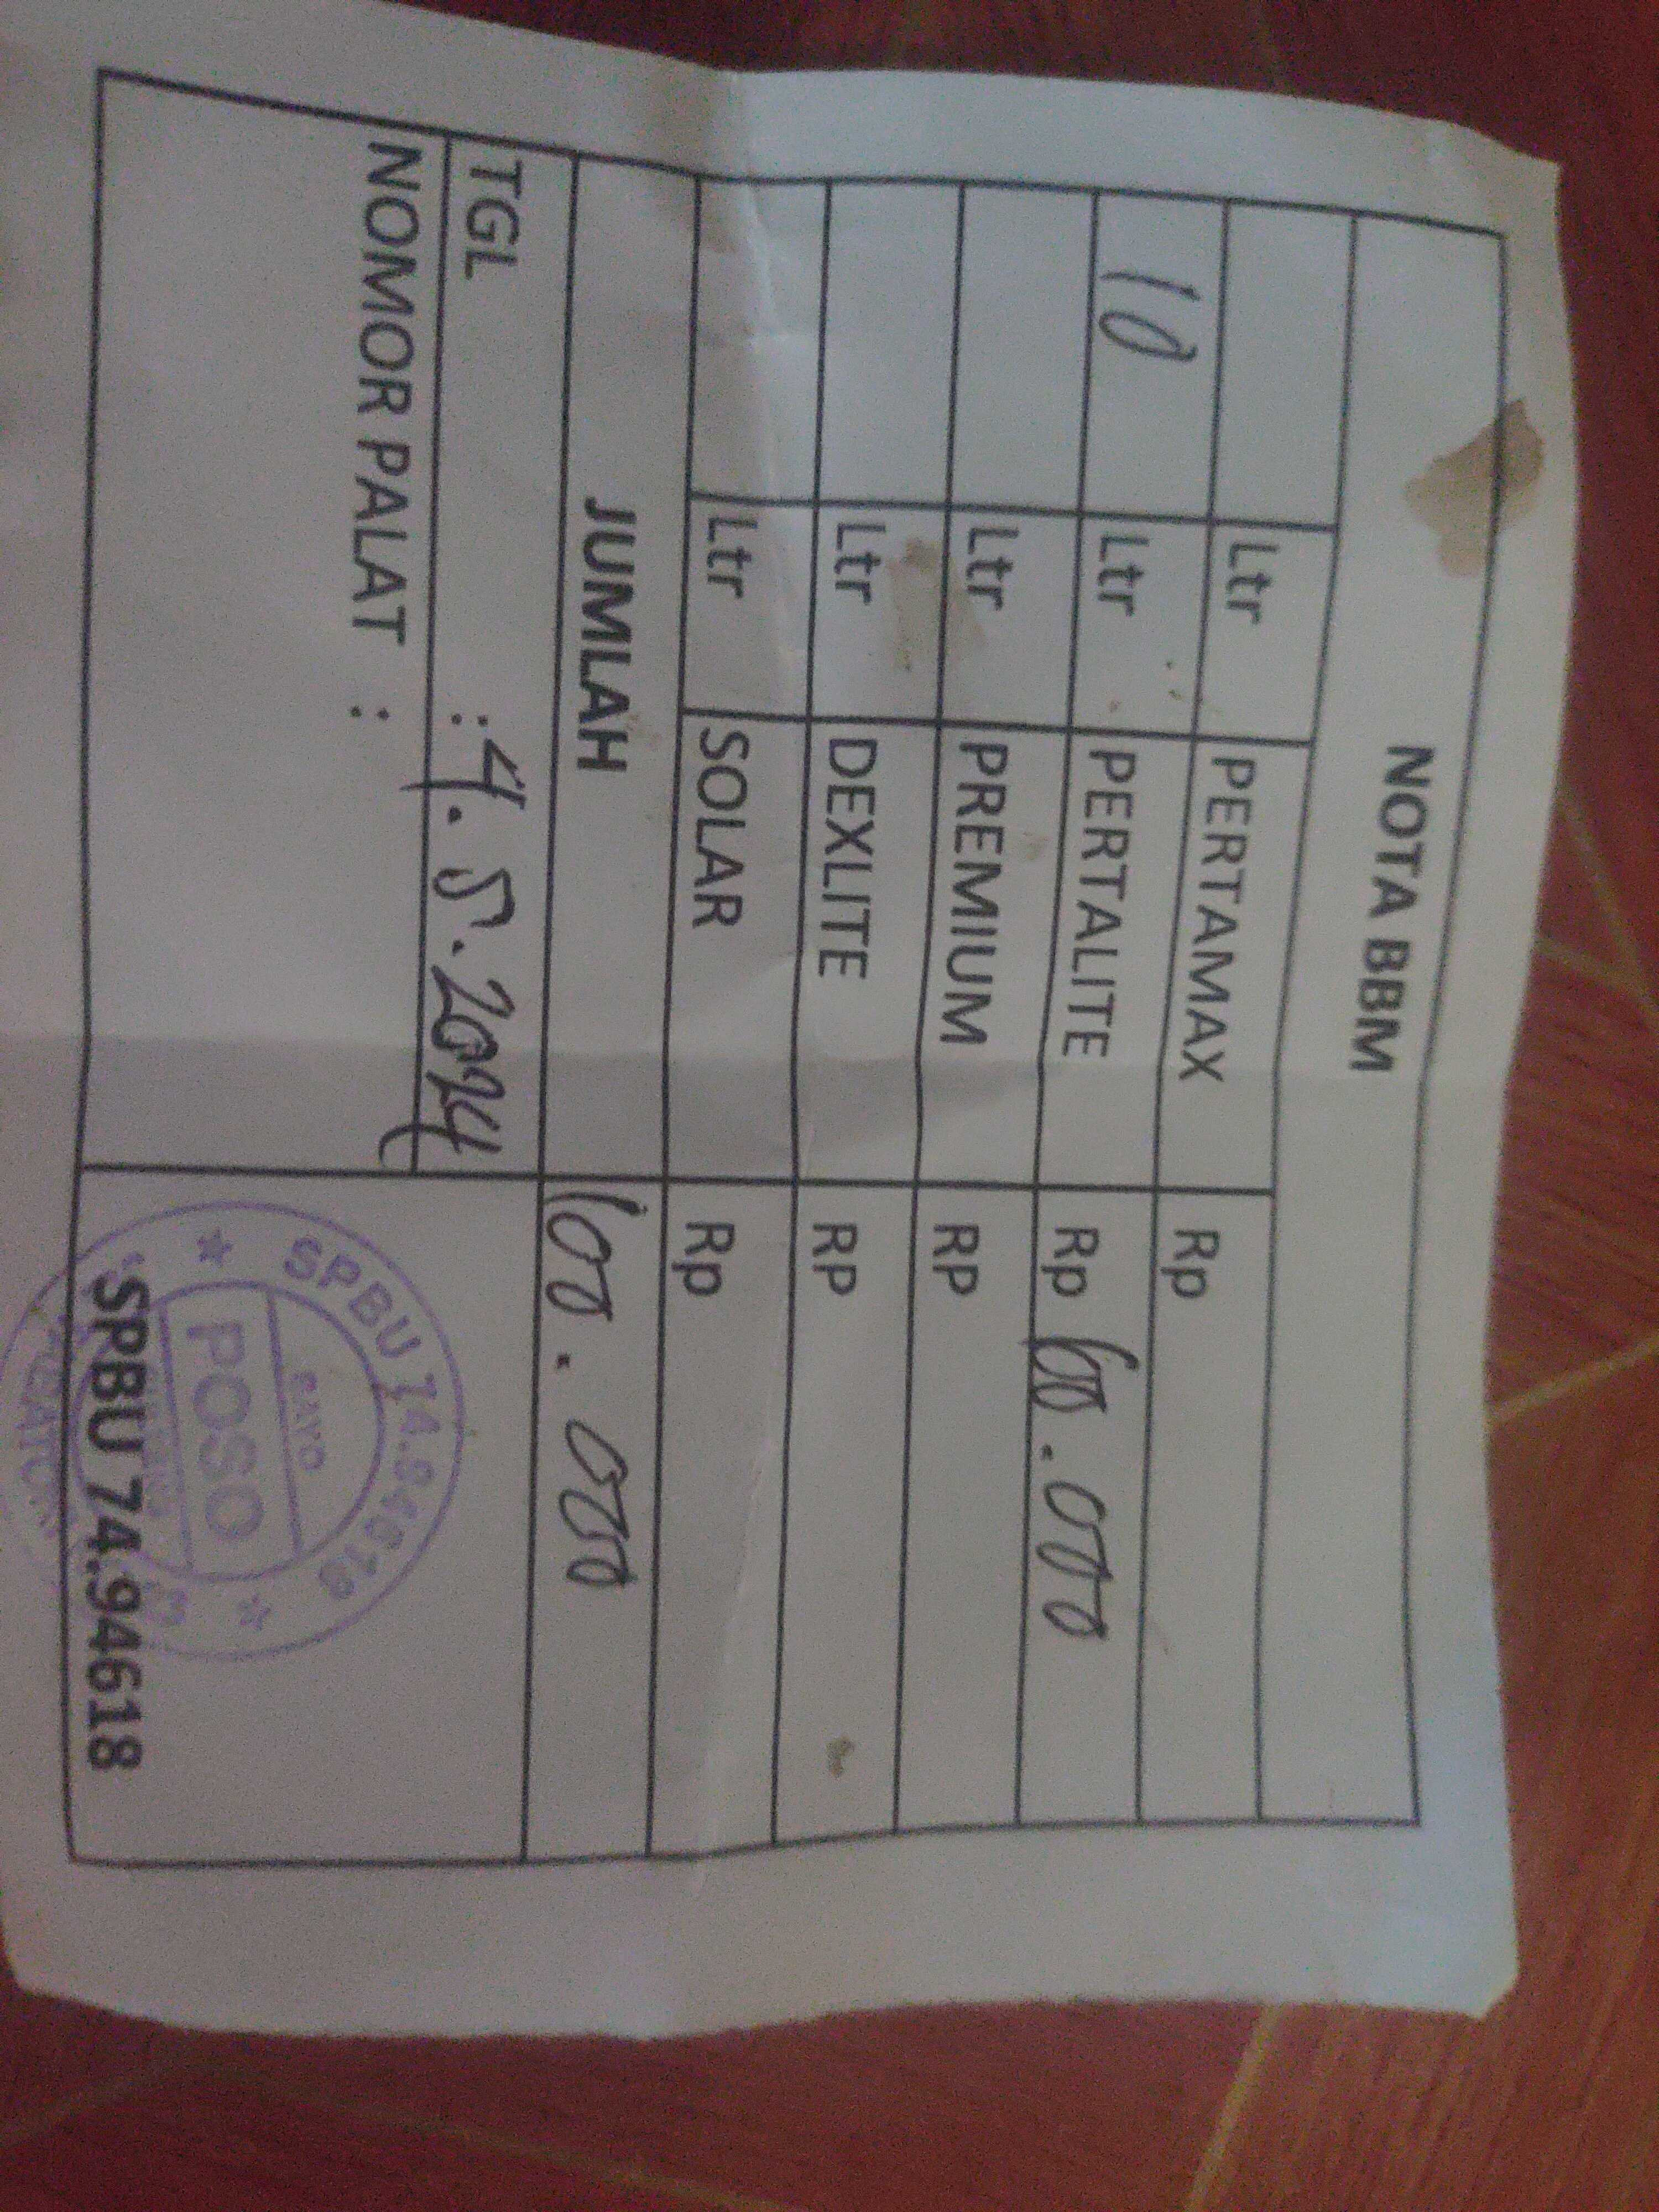 NOTA BBM
Ltr PERTAMAX Rp
10 Ltr PERTALITE Rp 100.000
Ltr PREMIUM RP
Ltr DEXLITE RP
Ltr SOLAR Rp
JUMLAH 100.000
TGL : 4.5.2024
NOMOR PALAT :
SPBU 74.94618
POSO
SPBU 74.94618